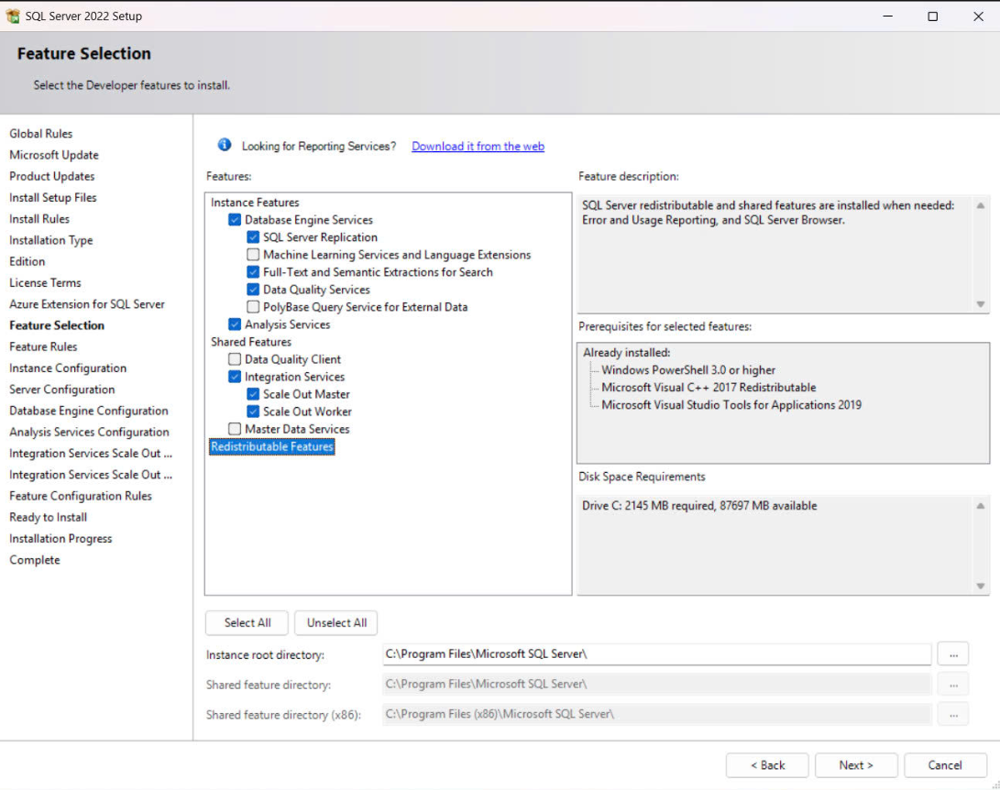 SQL Server 2022 Setup
Feature Selection
Select the Developer features to install.
Global Rules
Microsoft Update
Product Updates
Install Setup Files
Install Rules
Installation Type
Edition
License Terms
Azure Extension for SQL Server
Feature Selection
Feature Rules
Instance Configuration
Server Configuration
Database Engine Configuration
Analysis Services Configuration
Integration Services Scale Out ...
Integration Services Scale Out ...
Feature Configuration Rules
Ready to Install
Installation Progress
Complete
Looking for Reporting Services? Download it from the web
Features:
Instance Features
Database Engine Services
SQL Server Replication
Machine Learning Services and Language Extensions
Full-Text and Semantic Extractions for Search
Data Quality Services
PolyBase Query Service for External Data
Analysis Services
Shared Features
Data Quality Client
Integration Services
Scale Out Master
Scale Out Worker
Master Data Services
Redistributable Features
Feature description:
SQL Server redistributable and shared features are installed when needed:
Error and Usage Reporting, and SQL Server Browser.
Prerequisites for selected features:
Already installed:
Windows PowerShell 3.0 or higher
Microsoft Visual C++ 2017 Redistributable
Microsoft Visual Studio Tools for Applications 2019
Disk Space Requirements
Drive C: 2145 MB required, 87697 MB available
Select All Unselect All
Instance root directory: C:\Program Files\Microsoft SQL Server\ ...
Shared feature directory: C:\Program Files\Microsoft SQL Server\ ...
Shared feature directory (x86): C:\Program Files (x86)\Microsoft SQL Server\ ...
< Back Next > Cancel